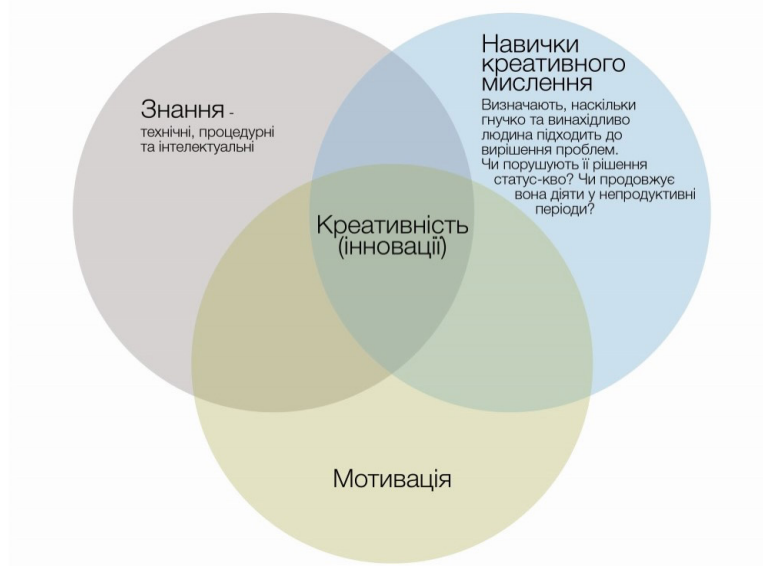 Знання -
технічні, процедурні
та інтелектуальні
Навички
креативного
мислення
Визначають, наскільки
гнучко та винахідливо
людина підходить до
вирішення проблем.
Чи порушують її рішення
статус-кво? Чи продовжує
вона діяти у непродуктивні
періоди?
Креативність
(інновації)
Мотивація